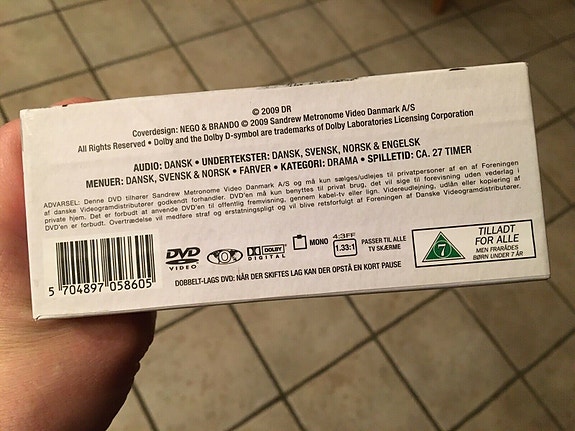 © 2009 DR
Coverdesign: NEGO & BRANDO © 2009 Sandrew Metronome Video Danmark A/S
All Rights Reserved • Dolby and the Dolby D-symbol are trademarks of Dolby Laboratories Licensing Corporation
AUDIO: DANSK • UNDERTEKSTER: DANSK, SVENSK, NORSK & ENGELSK
MENUER: DANSK, SVENSK & NORSK • FARVER • KATEGORI: DRAMA • SPILLETID: CA. 27 TIMER
ADVARSEL: Denne DVD tilhører Sandrew Metronome Video Danmark A/S og må kun sælges/udlejes til privatpersoner af en af Foreningen
af danske Videogramdistributører godkendt forhandler. DVD'en må kun benyttes til privat brug, det vil sige til forevisning uden vederlag i
private hjem. Det er forbudt at anvende DVD'en til offentlig fremvisning, gennem kabel-tv eller lign. Videreudlejning, udlån eller kopiering af
DVD'en er forbudt. Overtrædelse vil medføre straf og erstatningspligt og vil blive retsforfulgt af Foreningen af Danske Videogramdistributører.
5 704897 058605
DVD
VIDEO
0
DOLBY
DIGITAL
MONO
4:3FF
1.33:1
PASSER TIL ALLE
TV SKÆRME
7
TILLADT
FOR ALLE
MEN FRARÅDES
BØRN UNDER 7 ÅR
DOBBELT-LAGS DVD: NÅR DER SKIFTES LAG KAN DER OPSTÅ EN KORT PAUSE